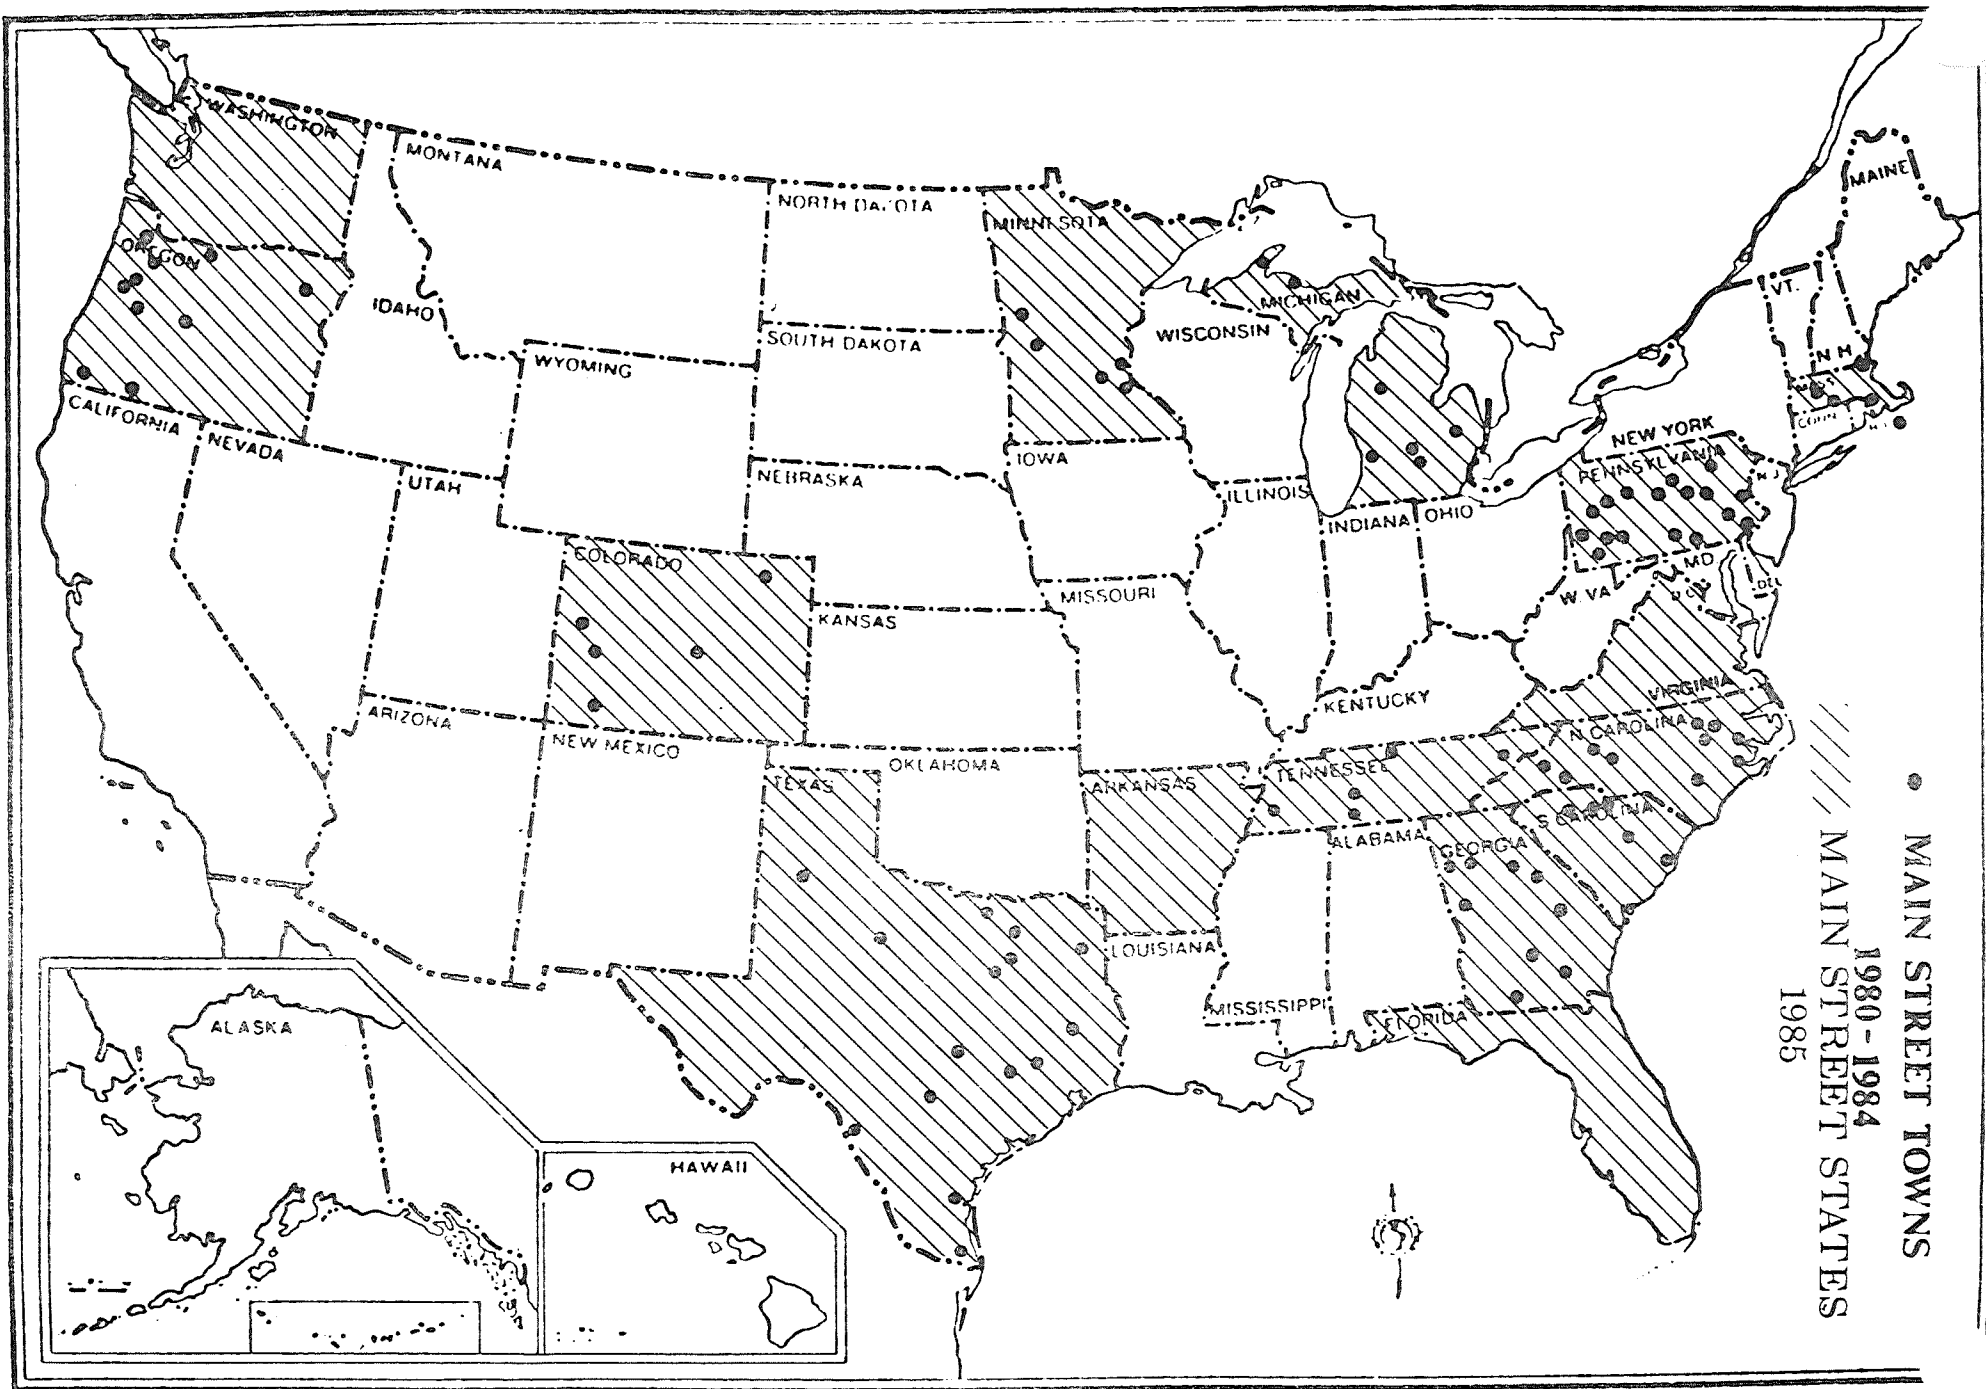 WASHINGTON
MONTANA
NORTH DAKOTA
MINNESOTA
MAINE
OREGON
IDAHO
SOUTH DAKOTA
WISCONSIN
MICHIGAN
VT.
N H
WYOMING
MASS
CONN
R.I.
CALIFORNIA
NEVADA
UTAH
NEBRASKA
IOWA
ILLINOIS
INDIANA
OHIO
NEW YORK
PENNSYLVANIA
N J
COLORADO
KANSAS
MISSOURI
W. VA
MD
DEL
D C
KENTUCKY
VIRGINIA
ARIZONA
NEW MEXICO
TEXAS
OKLAHOMA
ARKANSAS
TENNESSEE
N CAROLINA
S CAROLINA
ALABAMA
GEORGIA
LOUISIANA
MISSISSIPPI
FLORIDA
ALASKA
HAWAII
MAIN STREET TOWNS
1980 - 1984
MAIN STREET STATES
1985